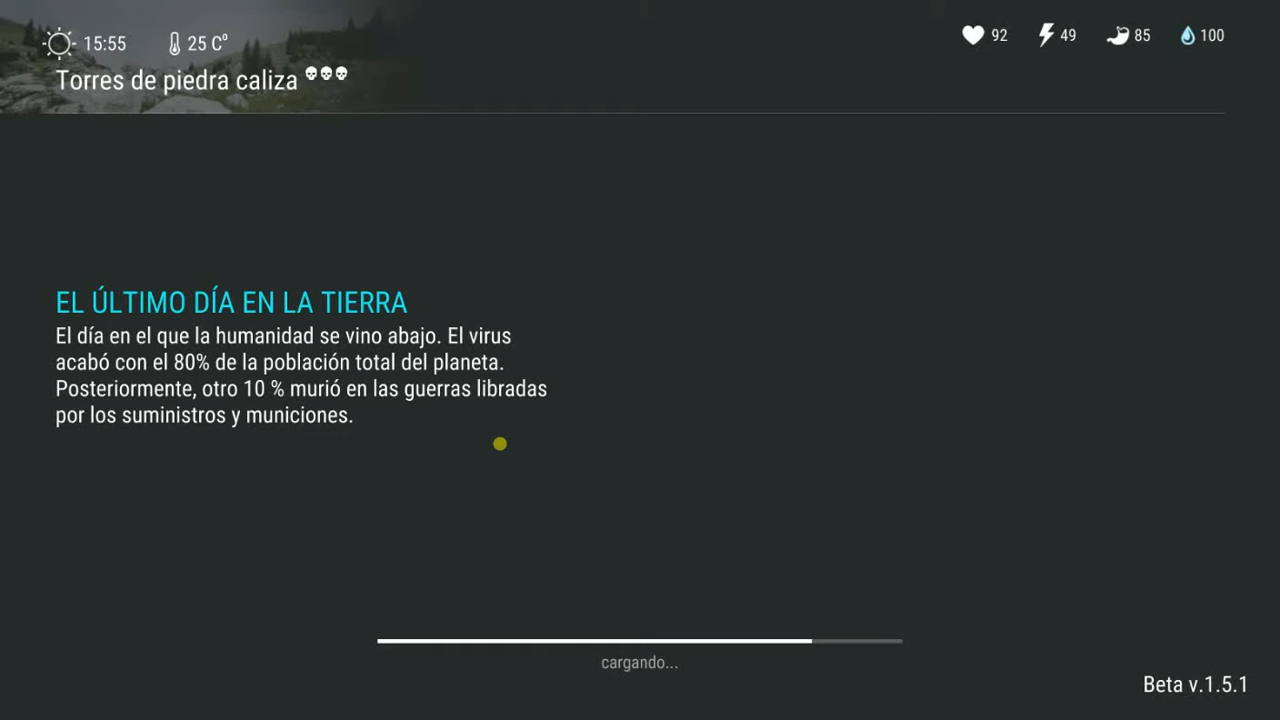 15:55 25 Cº
92 49 85 100
Torres de piedra caliza
EL ÚLTIMO DÍA EN LA TIERRA
El día en el que la humanidad se vino abajo. El virus
acabó con el 80% de la población total del planeta.
Posteriormente, otro 10 % murió en las guerras libradas
por los suministros y municiones.
cargando...
Beta v.1.5.1